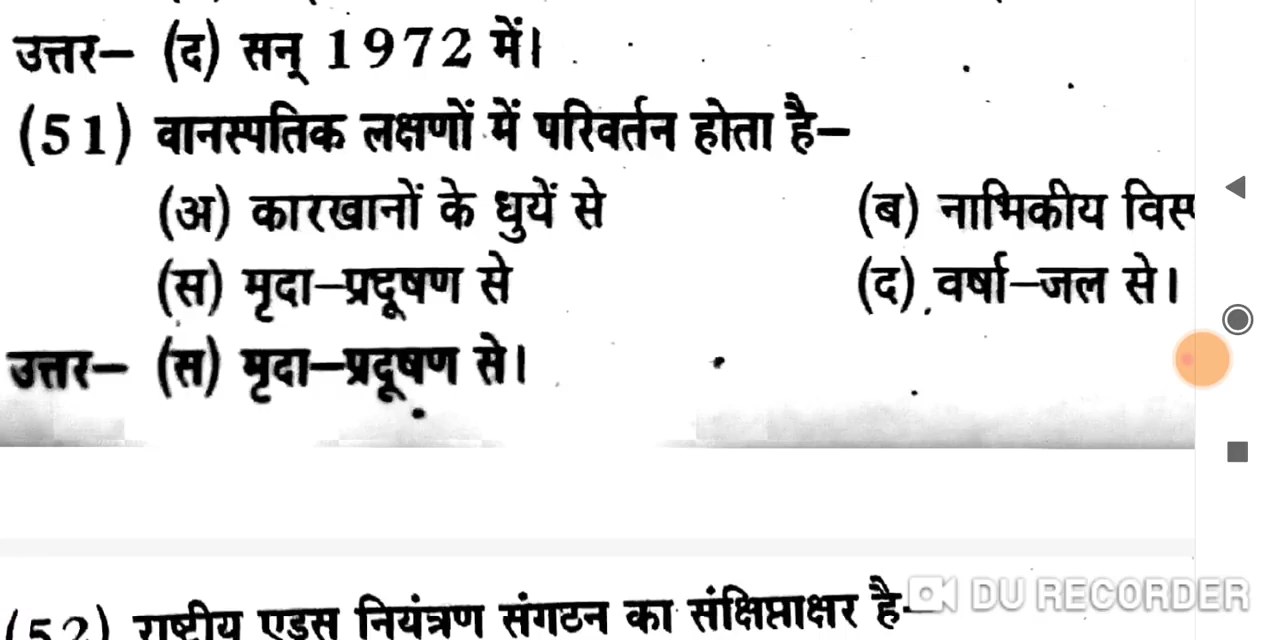 उत्तर– (द) सन् 1972 में।
(51) वानस्पतिक लक्षणों में परिवर्तन होता है–
(अ) कारखानों के धुयें से (ब) नाभिकीय
(स) मृदा–प्रदूषण से (द) वर्षा–जल से।
उत्तर– (स) मृदा–प्रदूषण से।
(52) राष्ट्रीय एड्स नियंत्रण संगठन का संक्षिप्ताक्षर है–
DU RECORDER